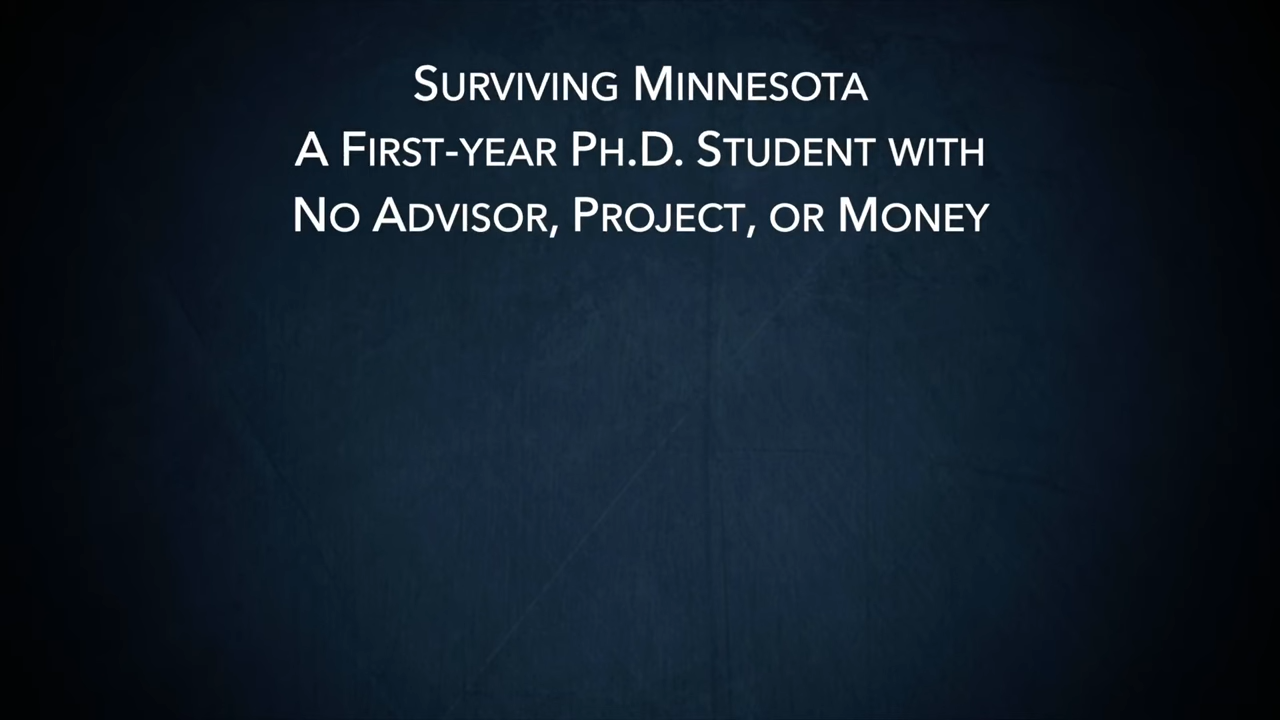 Surviving Minnesota
A First-year Ph.D. Student with
No Advisor, Project, or Money